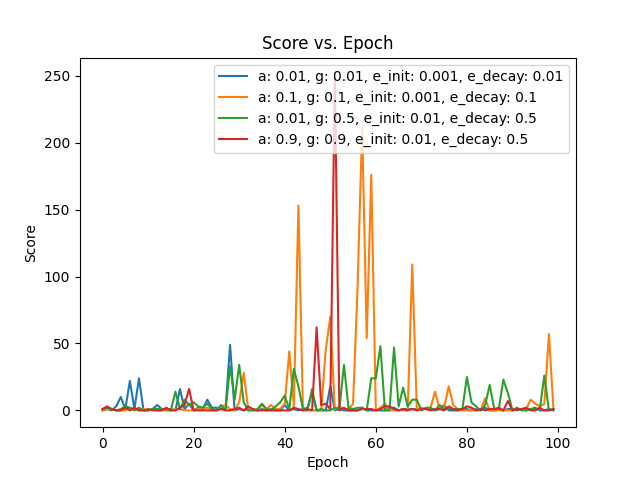 Score vs. Epoch
250
200
150
100
50
0
Score
a: 0.01, g: 0.01, e_init: 0.001, e_decay: 0.01
a: 0.1, g: 0.1, e_init: 0.001, e_decay: 0.1
a: 0.01, g: 0.5, e_init: 0.01, e_decay: 0.5
a: 0.9, g: 0.9, e_init: 0.01, e_decay: 0.5
0 20 40 60 80 100
Epoch